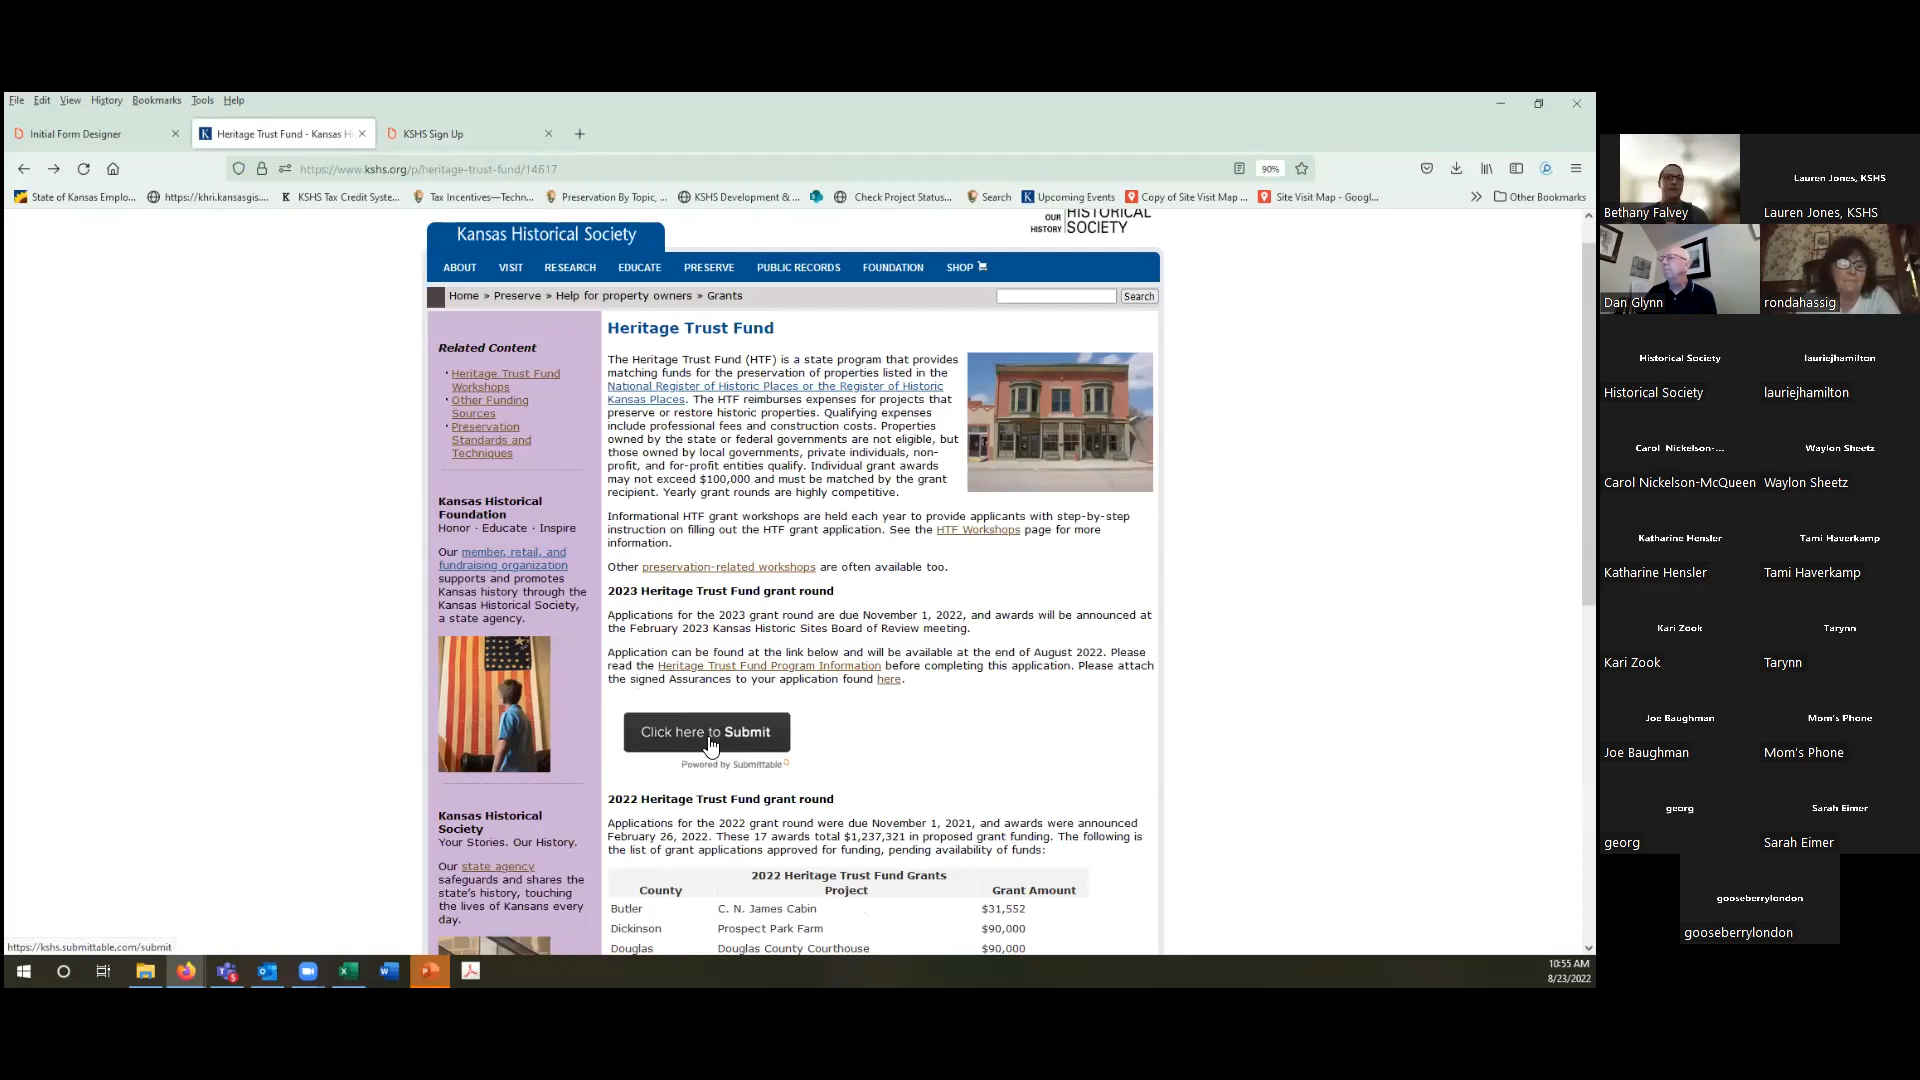 File Edit View History Bookmarks Tools Help
Initial Form Designer
Heritage Trust Fund - Kansas Hi
KSHS Sign Up
https://www.kshs.org/p/heritage-trust-fund/14617
90%
State of Kansas Emplo...
https://khri.kansasgis....
KSHS Tax Credit Syste...
Tax Incentives—Techn...
Preservation By Topic, ...
KSHS Development & ...
Check Project Status...
Search
Upcoming Events
Copy of Site Visit Map ...
Site Visit Map - Googl...
Other Bookmarks
Kansas Historical Society
OUR HISTORY
HISTORICAL SOCIETY
ABOUT VISIT RESEARCH EDUCATE PRESERVE PUBLIC RECORDS FOUNDATION SHOP
Home » Preserve » Help for property owners » Grants
Search
Related Content
Heritage Trust Fund
Workshops
Other Funding
Sources
Preservation
Standards and
Techniques
Kansas Historical
Foundation
Honor · Educate · Inspire
Our member, retail, and
fundraising organization
supports and promotes
Kansas history through the
Kansas Historical Society,
a state agency.
Kansas Historical
Society
Your Stories. Our History.
Our state agency
safeguards and shares the
state's history, touching
the lives of Kansans every
day.
Heritage Trust Fund
The Heritage Trust Fund (HTF) is a state program that provides
matching funds for the preservation of properties listed in the
National Register of Historic Places or the Register of Historic
Kansas Places. The HTF reimburses expenses for projects that
preserve or restore historic properties. Qualifying expenses
include professional fees and construction costs. Properties
owned by the state or federal governments are not eligible, but
those owned by local governments, private individuals, non-
profit, and for-profit entities qualify. Individual grant awards
may not exceed $100,000 and must be matched by the grant
recipient. Yearly grant rounds are highly competitive.
Informational HTF grant workshops are held each year to provide applicants with step-by-step
instruction on filling out the HTF grant application. See the HTF Workshops page for more
information.
Other preservation-related workshops are often available too.
2023 Heritage Trust Fund grant round
Applications for the 2023 grant round are due November 1, 2022, and awards will be announced at
the February 2023 Kansas Historic Sites Board of Review meeting.
Application can be found at the link below and will be available at the end of August 2022. Please
read the Heritage Trust Fund Program Information before completing this application. Please attach
the signed Assurances to your application found here.
Click here to Submit
Powered by Submittable
2022 Heritage Trust Fund grant round
Applications for the 2022 grant round were due November 1, 2021, and awards were announced
February 26, 2022. These 17 awards total $1,237,321 in proposed grant funding. The following is
the list of grant applications approved for funding, pending availability of funds:
2022 Heritage Trust Fund Grants
County Project Grant Amount
Butler C. N. James Cabin $31,552
Dickinson Prospect Park Farm $90,000
Douglas Douglas County Courthouse $90,000
https://kshs.submittable.com/submit
10:55 AM
8/23/2022
Bethany Falvey
Lauren Jones, KSHS
Lauren Jones, KSHS
Dan Glynn
rondahassig
Historical Society
Historical Society
lauriejhamilton
lauriejhamilton
Carol Nickelson-...
Carol Nickelson-McQueen
Waylon Sheetz
Waylon Sheetz
Katharine Hensler
Katharine Hensler
Tami Haverkamp
Tami Haverkamp
Kari Zook
Kari Zook
Tarynn
Tarynn
Joe Baughman
Joe Baughman
Mom's Phone
Mom's Phone
georg
georg
Sarah Eimer
Sarah Eimer
gooseberrylondon
gooseberrylondon